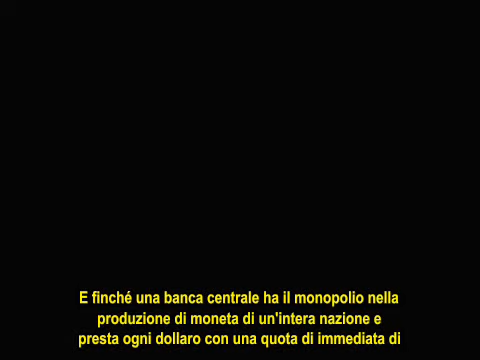 E finché una banca centrale ha il monopolio nella
produzione di moneta di un'intera nazione e
presta ogni dollaro con una quota di immediata di